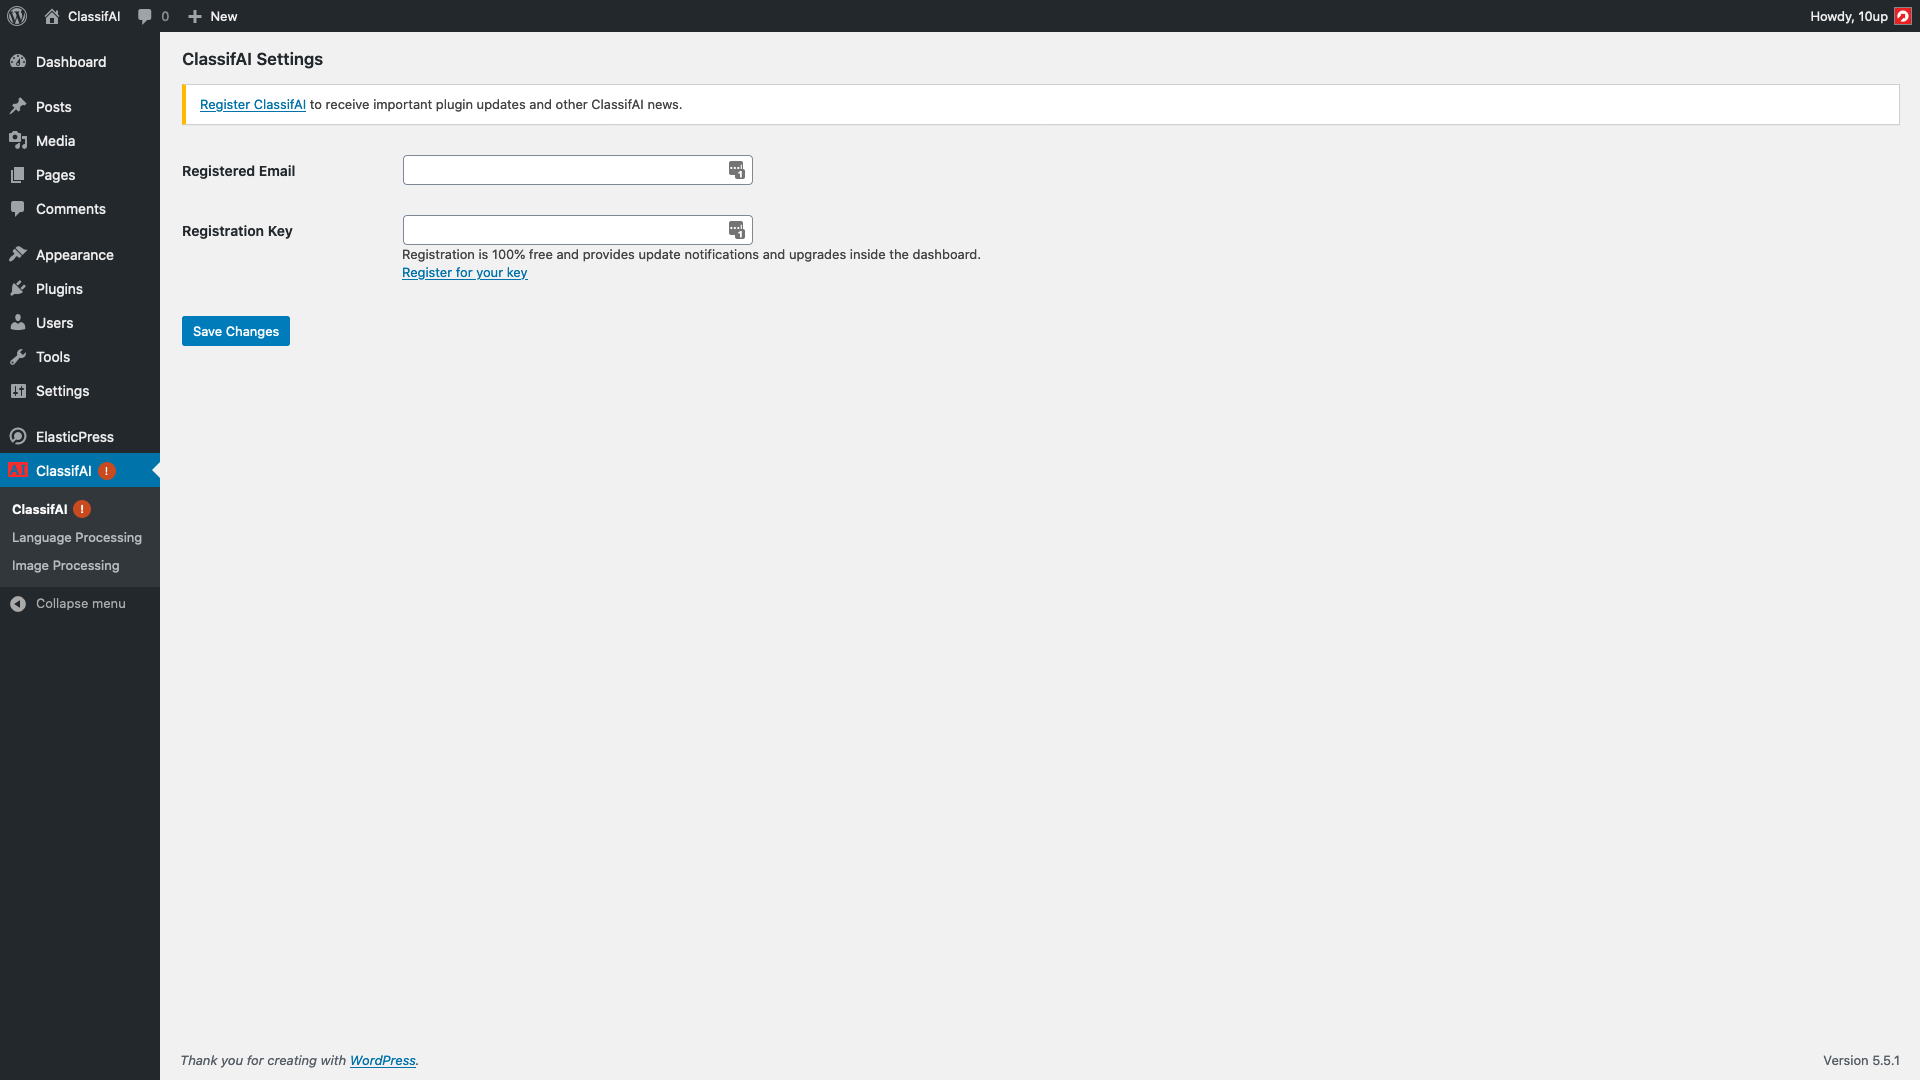 ClassifAI
0
New
Howdy, 10up
Dashboard
Posts
Media
Pages
Comments
Appearance
Plugins
Users
Tools
Settings
ElasticPress
AI ClassifAI !
ClassifAI !
Language Processing
Image Processing
Collapse menu
ClassifAI Settings
Register ClassifAI to receive important plugin updates and other ClassifAI news.
Registered Email
1
Registration Key
1
Registration is 100% free and provides update notifications and upgrades inside the dashboard.
Register for your key
Save Changes
Thank you for creating with WordPress.
Version 5.5.1